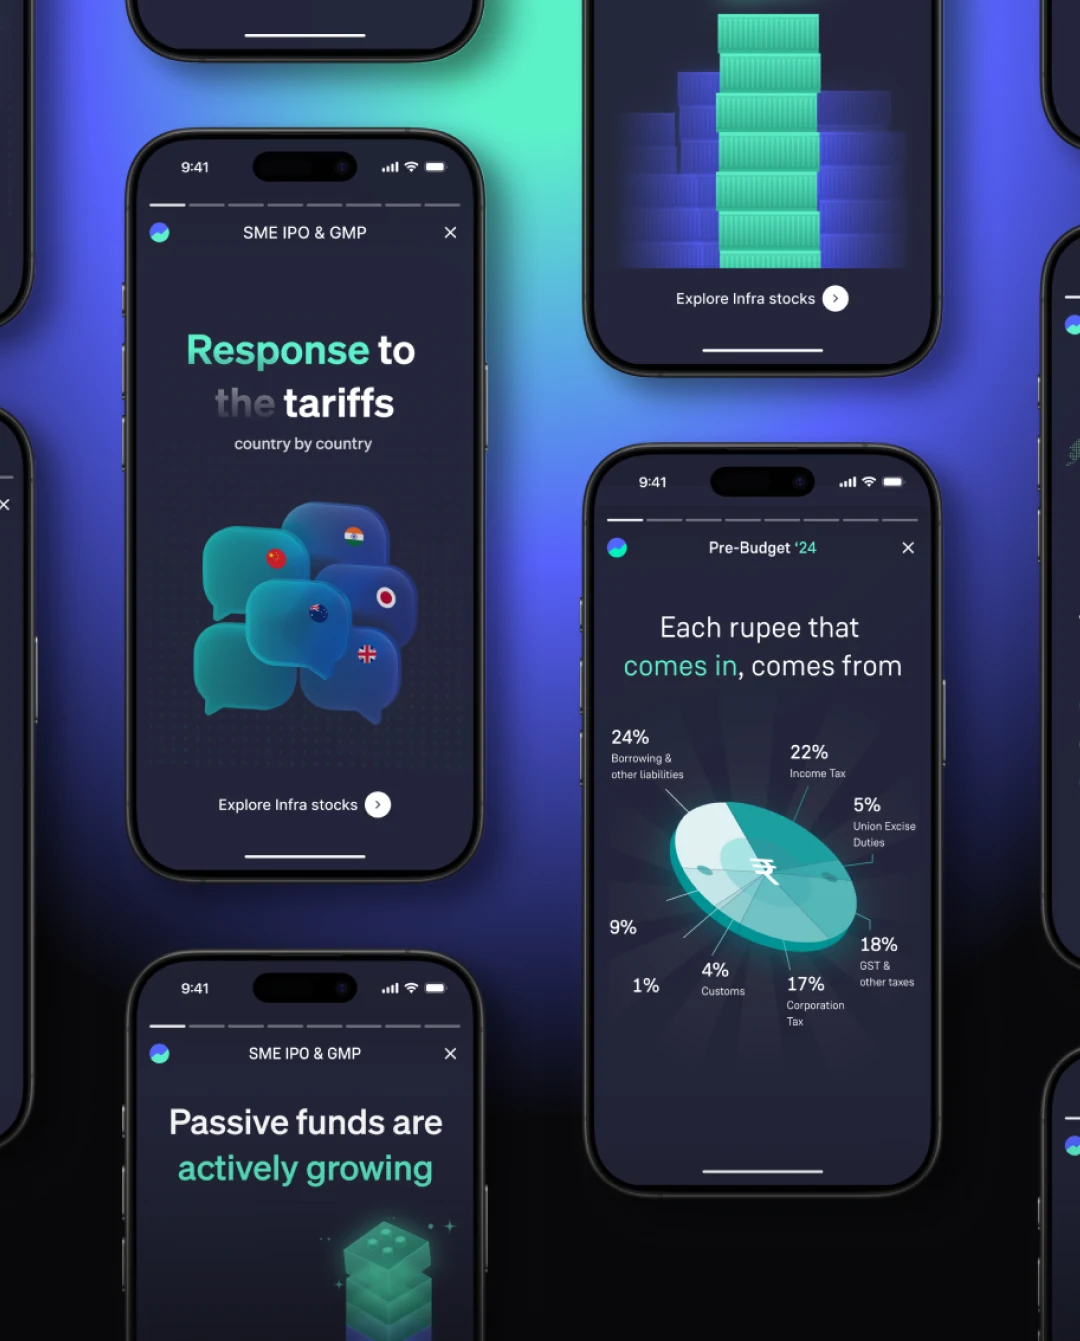 9:41
SME IPO & GMP
Response to
the tariffs
country by country
Explore Infra stocks
9:41
SME IPO & GMP
Passive funds are
actively growing
Explore Infra stocks
9:41
Pre-Budget ‘24
Each rupee that
comes in, comes from
24%
Borrowing &
other liabilities
22%
Income Tax
5%
Union Excise
Duties
18%
GST &
other taxes
17%
Corporation
Tax
4%
Customs
1%
9%
₹